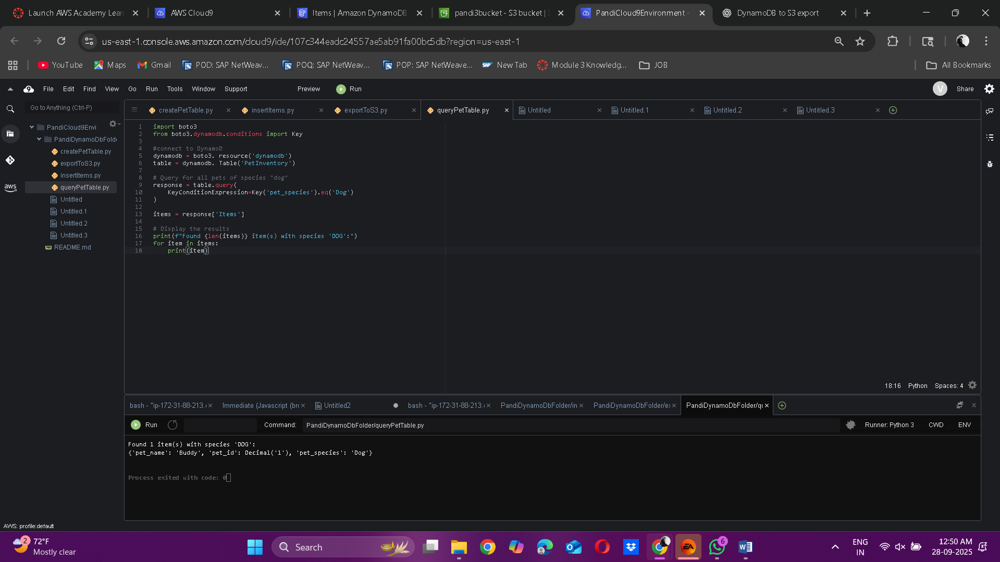 Launch AWS Academy Lear
AWS Cloud9
Items | Amazon DynamoDB
pandi3bucket - S3 bucket |
PandiCloud9Environment -
DynamoDB to S3 export
us-east-1.console.aws.amazon.com/cloud9/ide/107c344eadc24557ae5ab91fa00bc5db?region=us-east-1
YouTube
Maps
Gmail
POD: SAP NetWeav...
POQ: SAP NetWeav...
POP: SAP NetWeave...
SAP
New Tab
Module 3 Knowledg...
JOB
All Bookmarks
9 File Edit Find View Go Run Tools Window Support Preview Run
V Share
Go to Anything (Ctrl-P)
createPetTable.py
insertItems.py
exportToS3.py
queryPetTable.py
Untitled
Untitled.1
Untitled.2
Untitled.3
PandiCloud9Envi
PandiDynamoDbFold
createPetTable.py
exportToS3.py
insertItems.py
queryPetTable.py
Untitled
Untitled.1
Untitled.2
Untitled.3
README.md
aws
1 import boto3
2 from boto3.dynamodb.conditions import Key
3
4 #connect to DynamoD
5 dynamodb = boto3. resource('dynamodb')
6 table = dynamodb. Table('PetInventory')
7
8 # Query for all pets of species "dog"
9 response = table.query(
10 KeyConditionExpression=Key('pet_species').eq('Dog')
11 )
12
13 items = response['Items']
14
15 # Display the results
16 print(f"Found {len(items)} item(s) with species 'DOG':")
17 for item in items:
18 print(item)
18:16 Python Spaces: 4
bash - "ip-172-31-88-213.
Immediate (Javascript (br
Untitled2
bash - "ip-172-31-88-213.
PandiDynamoDbFolder/in
PandiDynamoDbFolder/e
PandiDynamoDbFolder/q
Run
Command: PandiDynamoDbFolder/queryPetTable.py
Runner: Python 3 CWD ENV
Found 1 item(s) with species 'DOG':
{'pet_name': 'Buddy', 'pet_id': Decimal('1'), 'pet_species': 'Dog'}
Process exited with code: 0
AWS: profile:default
2
72°F
Mostly clear
Search
EA
6
ENG
IN
12:50 AM
28-09-2025